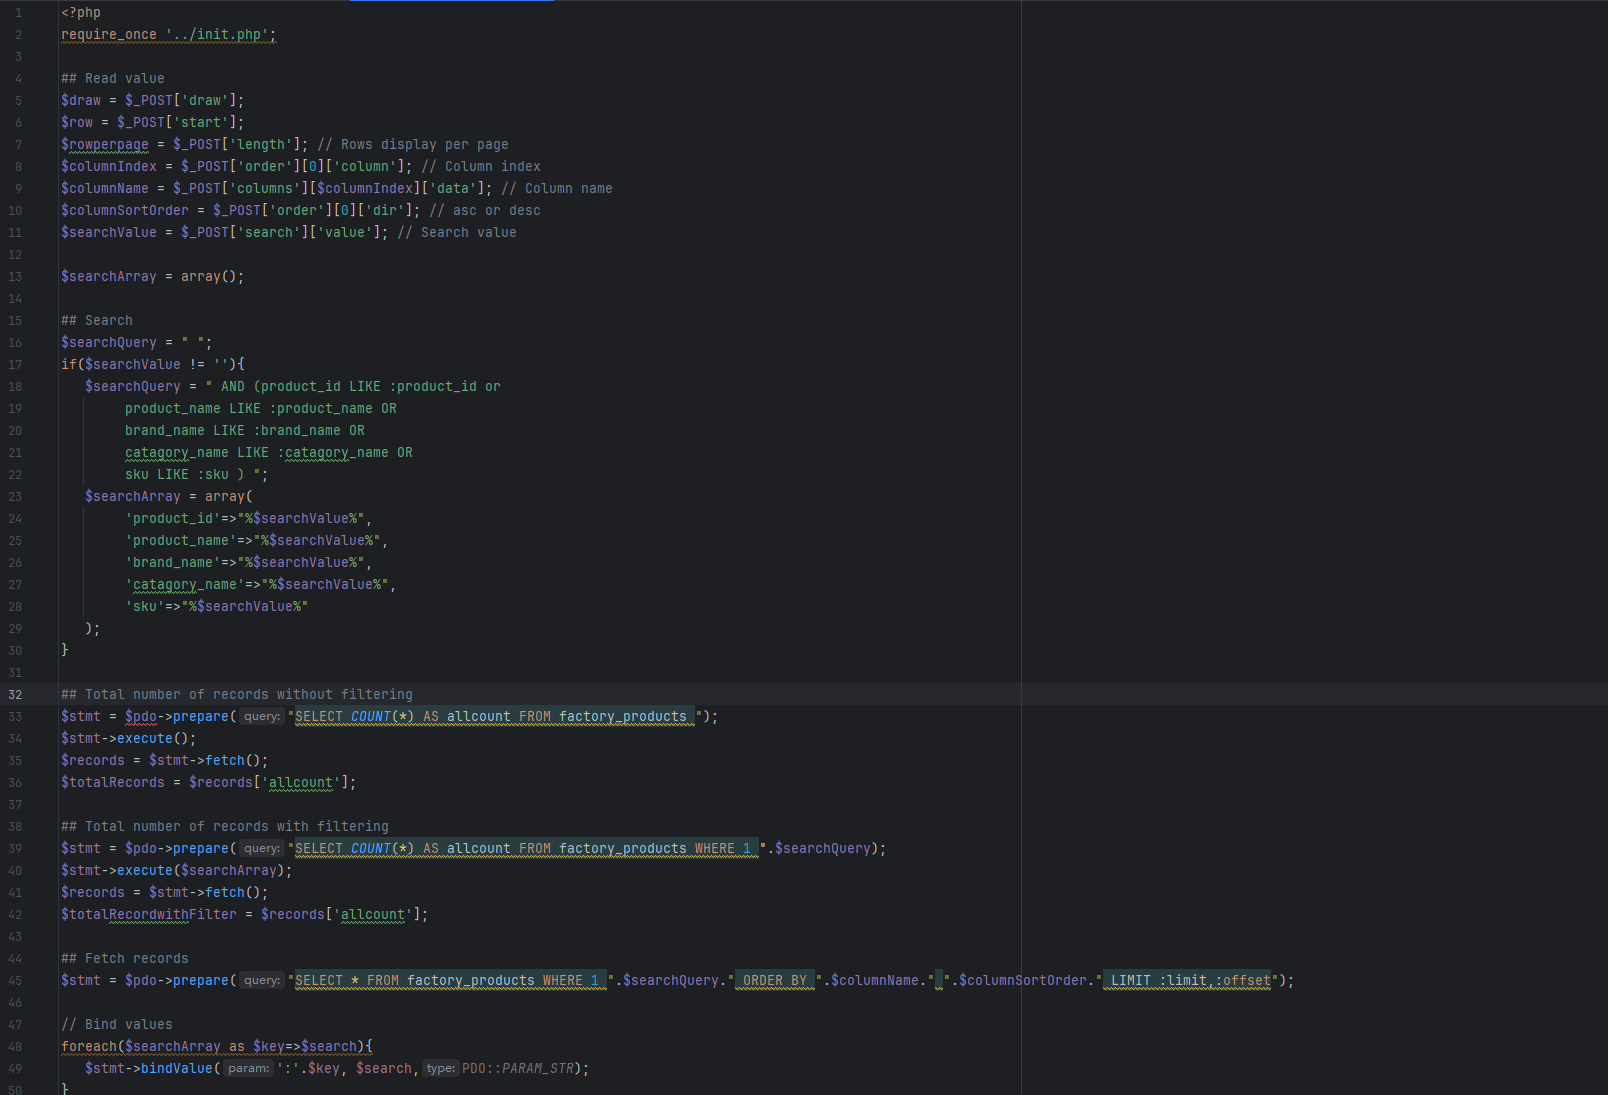 1 <?php
2 require_once '../init.php';
3
4 ## Read value
5 $draw = $_POST['draw'];
6 $row = $_POST['start'];
7 $rowperpage = $_POST['length']; // Rows display per page
8 $columnIndex = $_POST['order'][0]['column']; // Column index
9 $columnName = $_POST['columns'][$columnIndex]['data']; // Column name
10 $columnSortOrder = $_POST['order'][0]['dir']; // asc or desc
11 $searchValue = $_POST['search']['value']; // Search value
12
13 $searchArray = array();
14
15 ## Search
16 $searchQuery = " ";
17 if($searchValue != ''){
18    $searchQuery = " AND (product_id LIKE :product_id or
19         product_name LIKE :product_name OR
20         brand_name LIKE :brand_name OR
21         catagory_name LIKE :catagory_name OR
22         sku LIKE :sku ) ";
23    $searchArray = array(
24         'product_id'=>"%$searchValue%",
25         'product_name'=>"%$searchValue%",
26         'brand_name'=>"%$searchValue%",
27         'catagory_name'=>"%$searchValue%",
28         'sku'=>"%$searchValue%"
29    );
30 }
31
32 ## Total number of records without filtering
33 $stmt = $pdo->prepare( query: "SELECT COUNT(*) AS allcount FROM factory_products ");
34 $stmt->execute();
35 $records = $stmt->fetch();
36 $totalRecords = $records['allcount'];
37
38 ## Total number of records with filtering
39 $stmt = $pdo->prepare( query: "SELECT COUNT(*) AS allcount FROM factory_products WHERE 1 ".$searchQuery);
40 $stmt->execute($searchArray);
41 $records = $stmt->fetch();
42 $totalRecordwithFilter = $records['allcount'];
43
44 ## Fetch records
45 $stmt = $pdo->prepare( query: "SELECT * FROM factory_products WHERE 1 ".$searchQuery." ORDER BY ".$columnName." ".$columnSortOrder." LIMIT :limit,:offset");
46
47 // Bind values
48 foreach($searchArray as $key=>$search){
49    $stmt->bindValue( param: ':'.$key, $search, type: PDO::PARAM_STR);
50 }